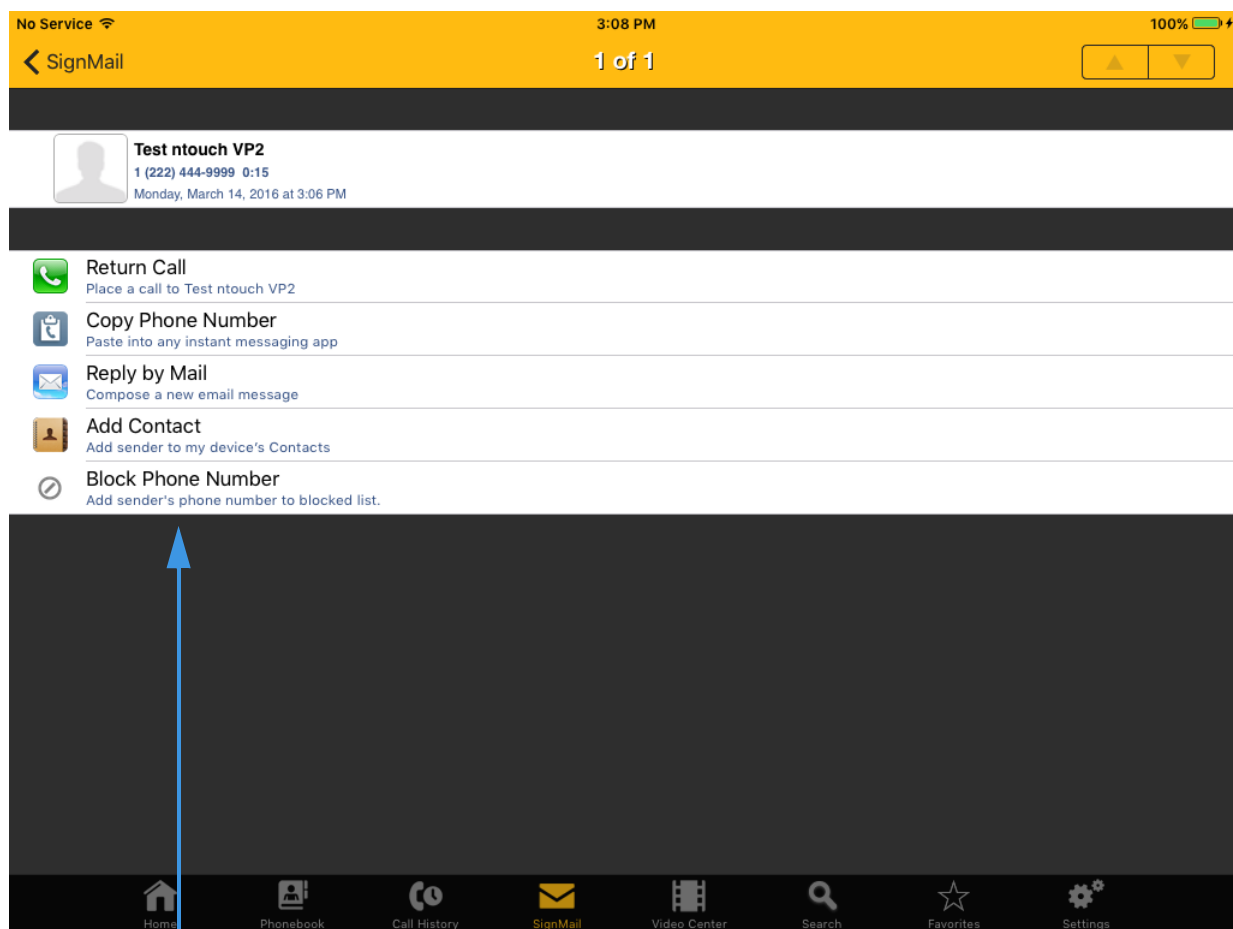 No Service 3:08 PM 100%
SignMail 1 of 1
Test ntouch VP2
1 (222) 444-9999 0:15
Monday, March 14, 2016 at 3:06 PM
Return Call
Place a call to Test ntouch VP2
Copy Phone Number
Paste into any instant messaging app
Reply by Mail
Compose a new email message
Add Contact
Add sender to my device's Contacts
Block Phone Number
Add sender's phone number to blocked list.
Home Phonebook Call History SignMail Video Center Search Favorites Settings